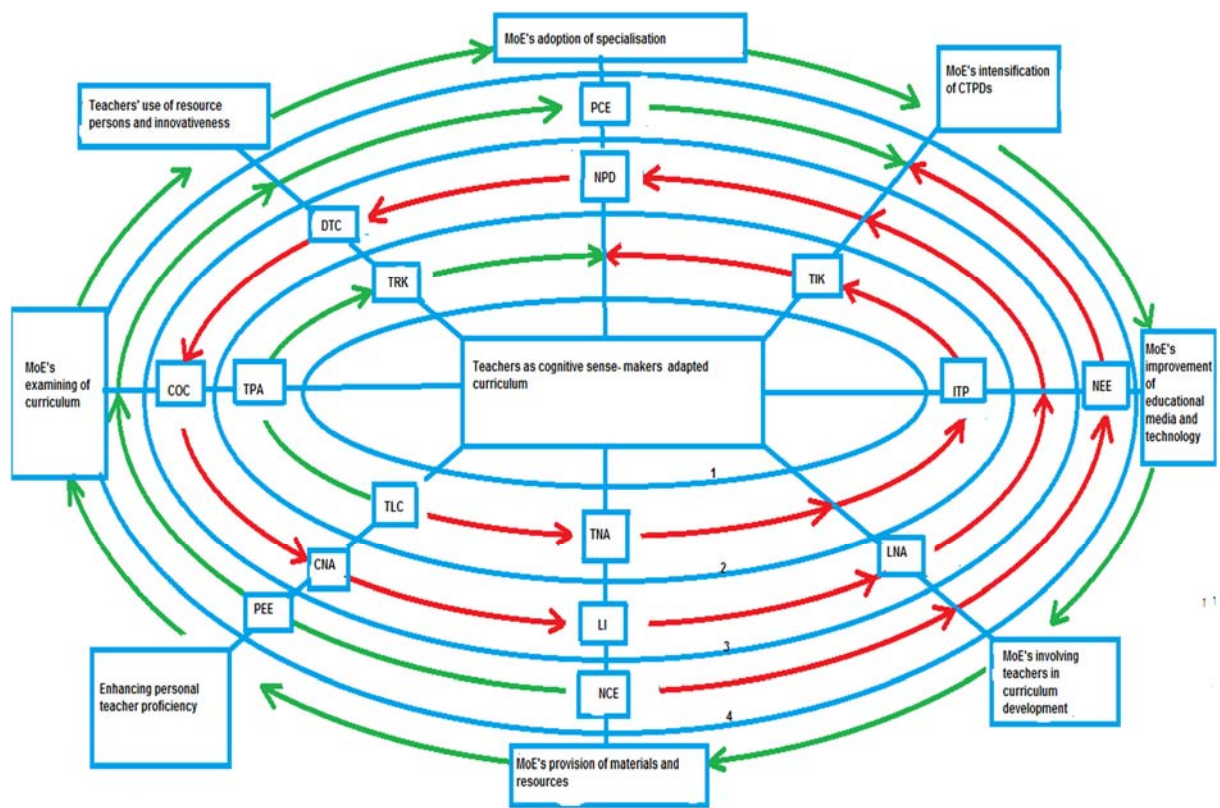 MoE's adoption of specialisation
MoE's intensification
of CTPDs
Teachers' use of resource
persons and innovativeness
PCE
NPD
DTC
TRK
TIK
MoE's
examining of
curriculum
COC
TPA
Teachers as cognitive sense- makers adapted
curriculum
ITP
NEE
MoE's
improvement
of
educational
media and
technology
1
TLC
TNA
CNA
2
LNA
PEE
LI
3
1 1
Enhancing personal
teacher proficiency
NCE
4
MoE's involving
teachers in
curriculum
development
MoE's provision of materials and
resources